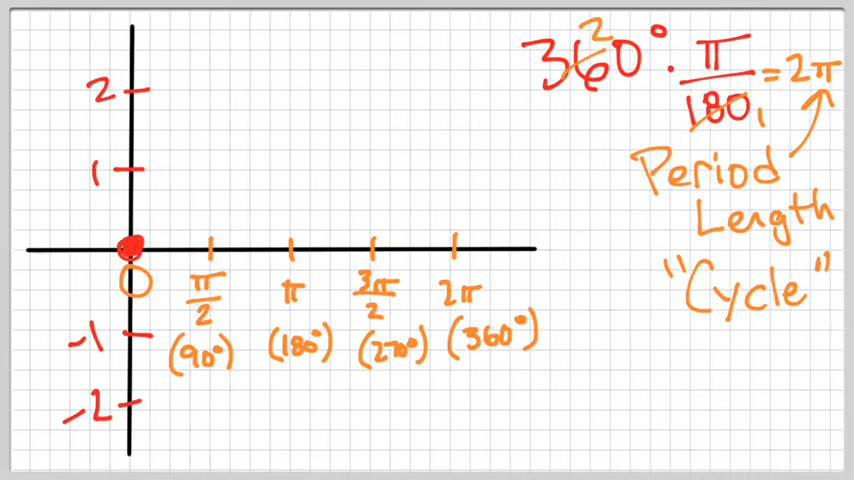 360° · π/180 = 2π
2
1
Period
Length
"Cycle"
2
1
0
π/2
π
3π/2
2π
(90°)
(180°)
(270°)
(360°)
-1
-2